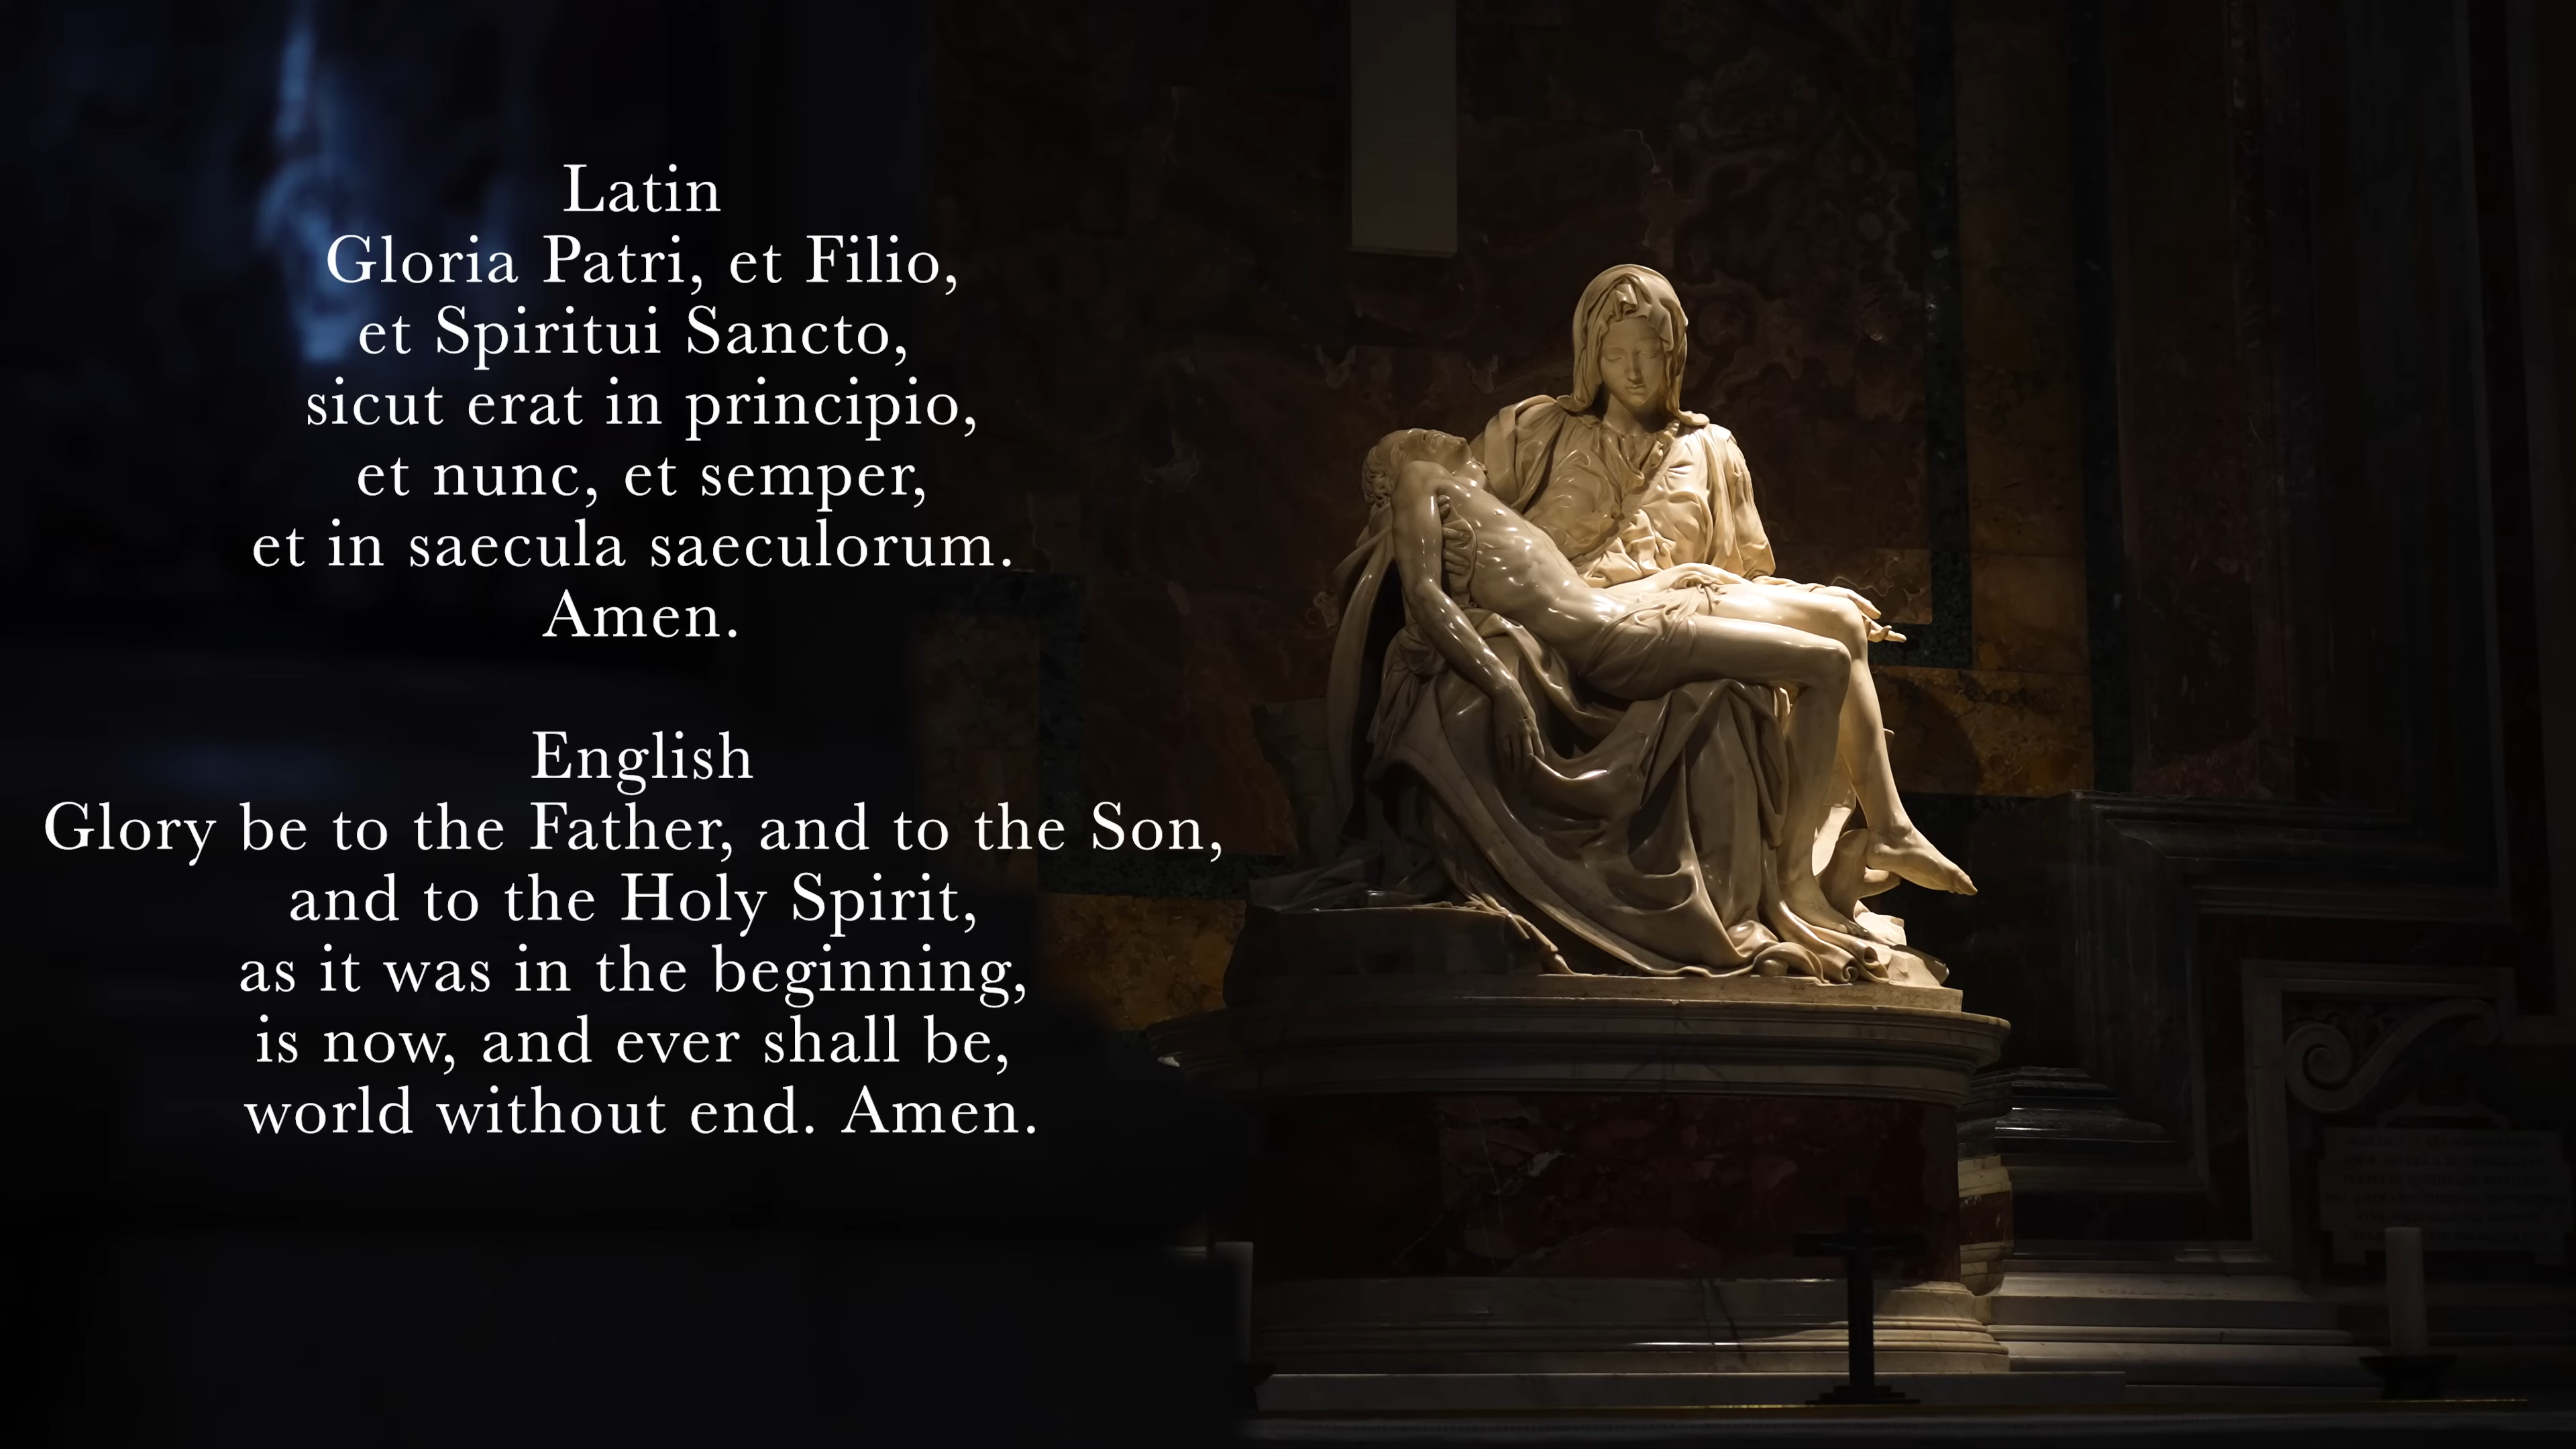 Latin
Gloria Patri, et Filio,
et Spiritui Sancto,
sicut erat in principio,
et nunc, et semper,
et in saecula saeculorum.
Amen.
English
Glory be to the Father, and to the Son,
and to the Holy Spirit,
as it was in the beginning,
is now, and ever shall be,
world without end. Amen.